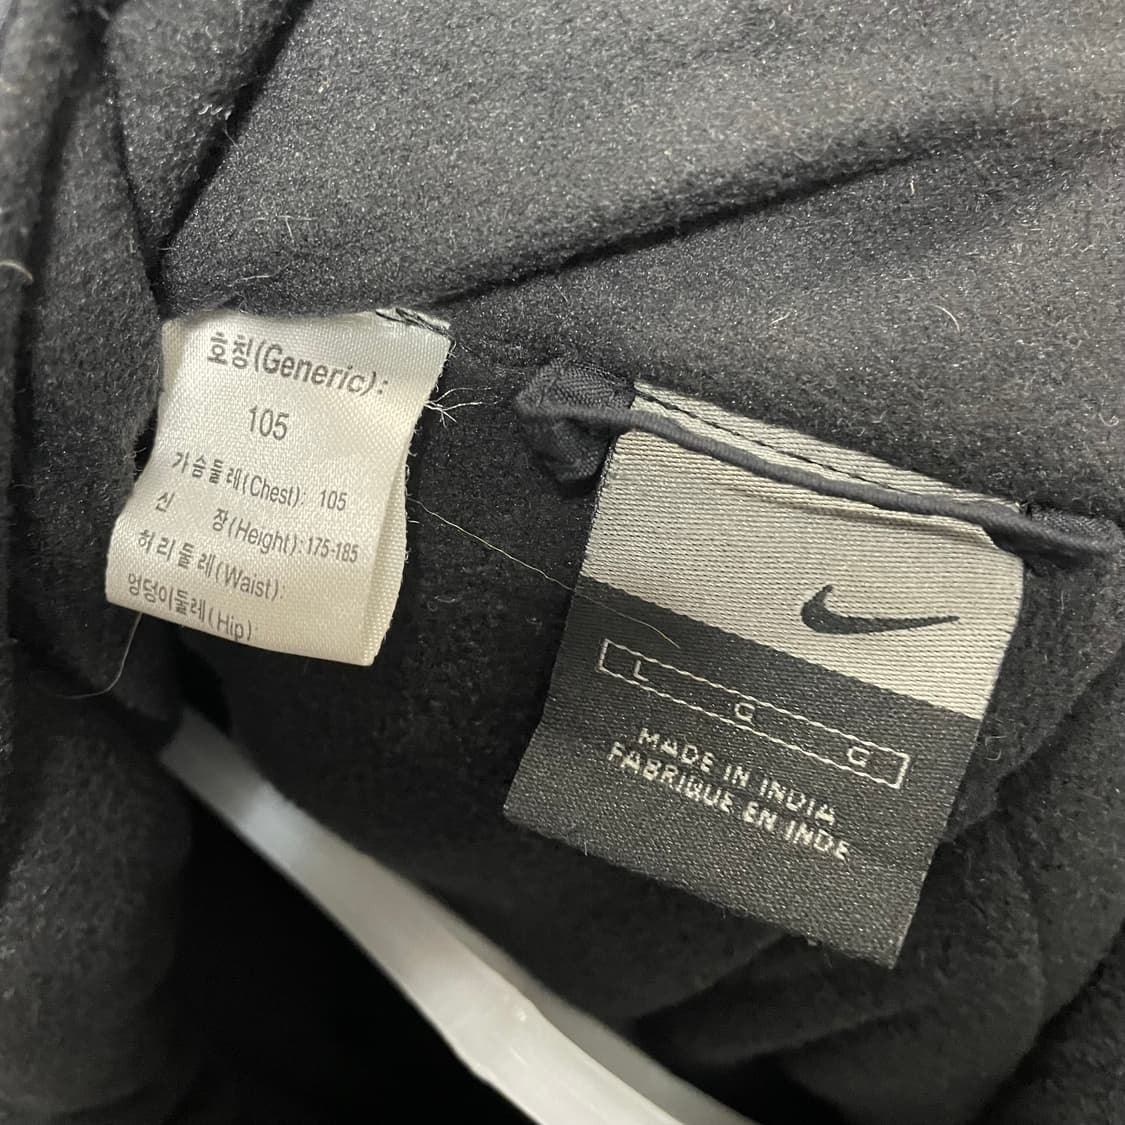 호칭(Generic):
105
가슴둘레(Chest): 105
신 장(Height):175-185
허리둘레(Waist):
엉덩이둘레(Hip):
L G G
MADE IN INDIA
FABRIQUE EN INDE